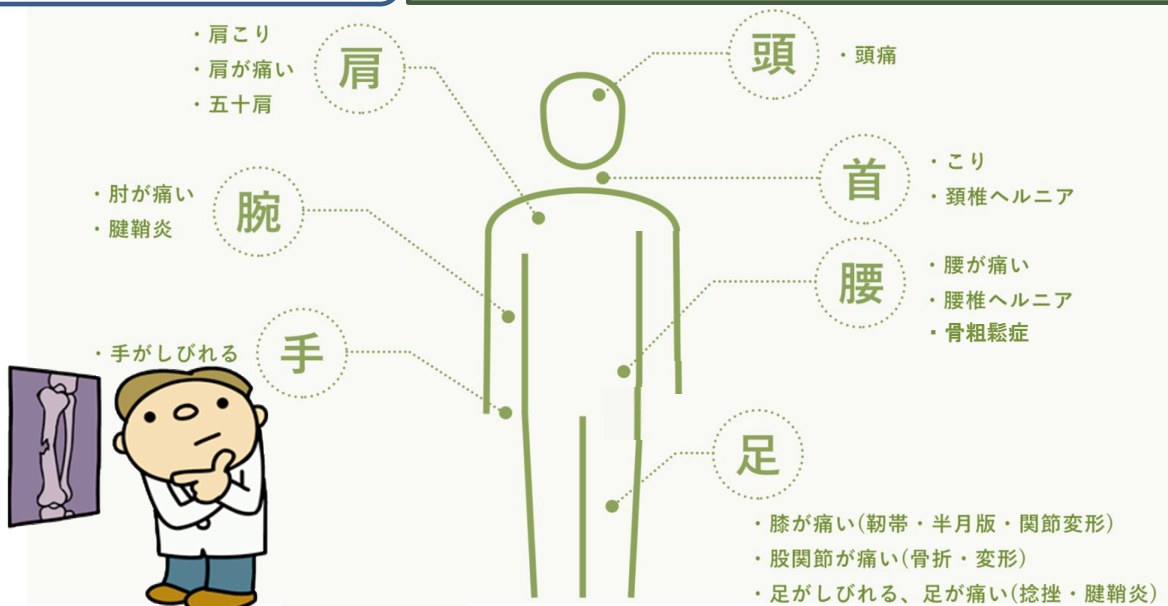 肩
・肩こり
・肩が痛い
・五十肩
頭
・頭痛
腕
・肘が痛い
・腱鞘炎
首
・こり
・頚椎ヘルニア
腰
・腰が痛い
・腰椎ヘルニア
・骨粗鬆症
手
・手がしびれる
足
・膝が痛い(靭帯・半月版・関節変形)
・股関節が痛い(骨折・変形)
・足がしびれる、足が痛い(捻挫・腱鞘炎)